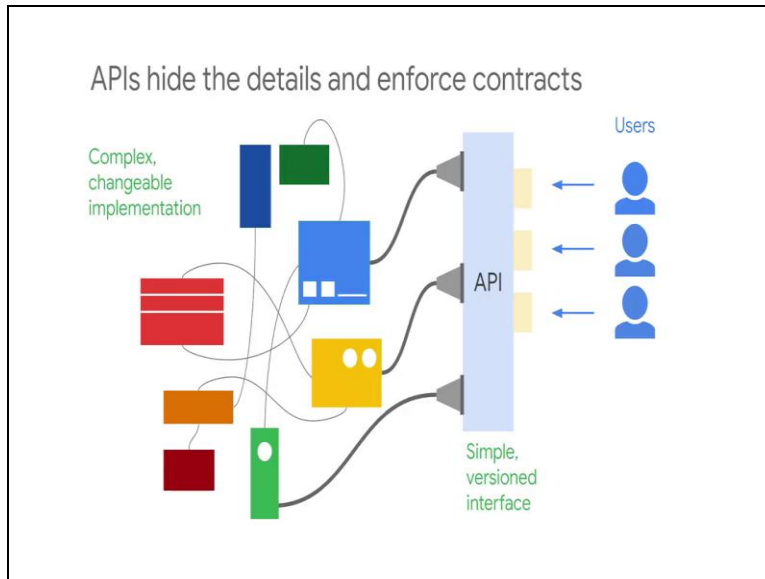 APIs hide the details and enforce contracts
Users
Complex,
changeable
implementation
API
Simple,
versioned
interface